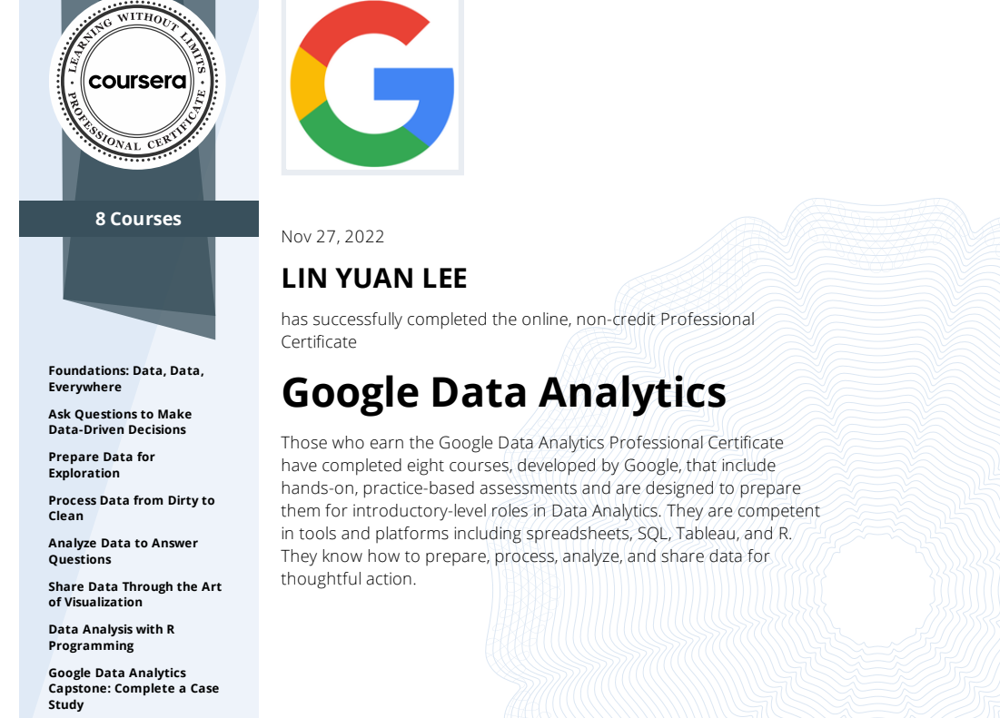 LEARNING WITHOUT LIMITS
coursera
PROFESSIONAL CERTIFICATE
8 Courses
Foundations: Data, Data,
Everywhere
Ask Questions to Make
Data-Driven Decisions
Prepare Data for
Exploration
Process Data from Dirty to
Clean
Analyze Data to Answer
Questions
Share Data Through the Art
of Visualization
Data Analysis with R
Programming
Google Data Analytics
Capstone: Complete a Case
Study
Nov 27, 2022
LIN YUAN LEE
has successfully completed the online, non-credit Professional
Certificate
Google Data Analytics
Those who earn the Google Data Analytics Professional Certificate
have completed eight courses, developed by Google, that include
hands-on, practice-based assessments and are designed to prepare
them for introductory-level roles in Data Analytics. They are competent
in tools and platforms including spreadsheets, SQL, Tableau, and R.
They know how to prepare, process, analyze, and share data for
thoughtful action.